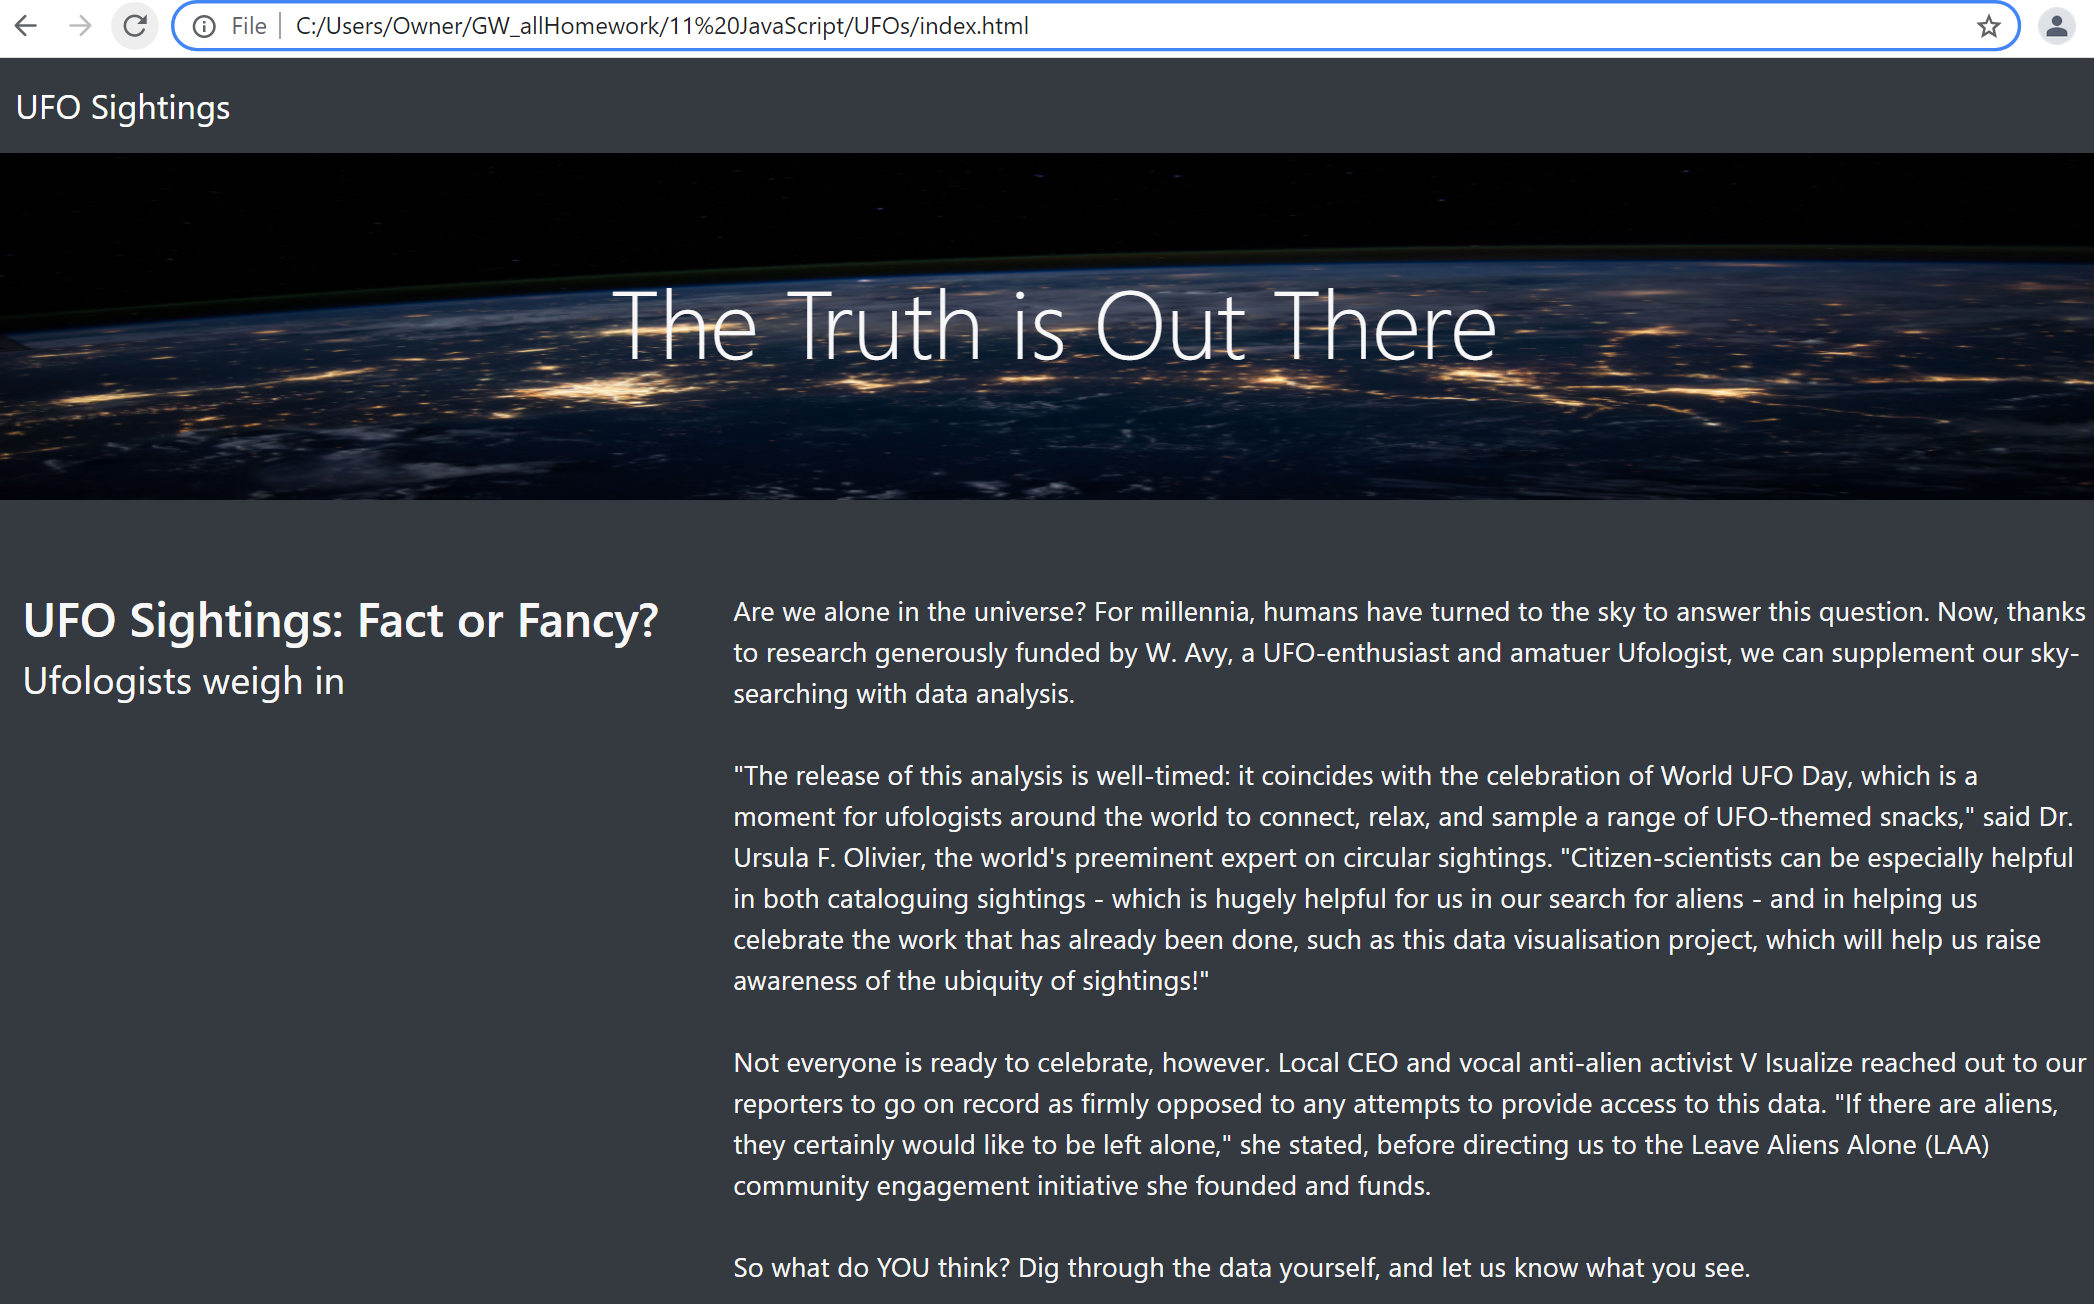 File
C:/Users/Owner/GW_allHomework/11%20JavaScript/UFOs/index.html
UFO Sightings
The Truth is Out There
UFO Sightings: Fact or Fancy?
Ufologists weigh in
Are we alone in the universe? For millennia, humans have turned to the sky to answer this question. Now, thanks
to research generously funded by W. Avy, a UFO-enthusiast and amatuer Ufologist, we can supplement our sky-
searching with data analysis.
"The release of this analysis is well-timed: it coincides with the celebration of World UFO Day, which is a
moment for ufologists around the world to connect, relax, and sample a range of UFO-themed snacks," said Dr.
Ursula F. Olivier, the world's preeminent expert on circular sightings. "Citizen-scientists can be especially helpful
in both cataloguing sightings - which is hugely helpful for us in our search for aliens - and in helping us
celebrate the work that has already been done, such as this data visualisation project, which will help us raise
awareness of the ubiquity of sightings!"
Not everyone is ready to celebrate, however. Local CEO and vocal anti-alien activist V Isualize reached out to our
reporters to go on record as firmly opposed to any attempts to provide access to this data. "If there are aliens,
they certainly would like to be left alone," she stated, before directing us to the Leave Aliens Alone (LAA)
community engagement initiative she founded and funds.
So what do YOU think? Dig through the data yourself, and let us know what you see.